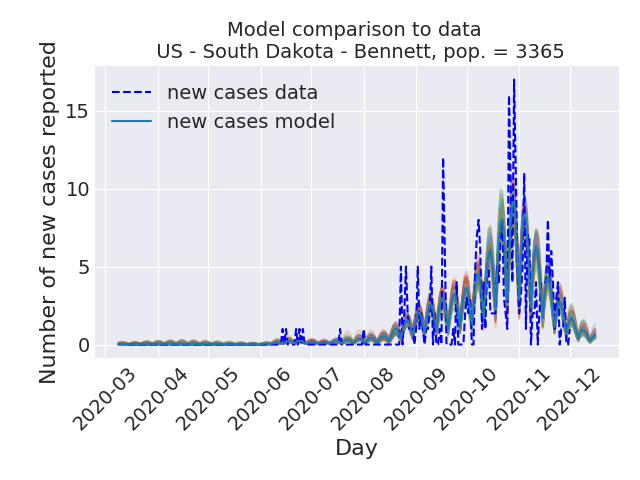 Model comparison to data
US - South Dakota - Bennett, pop. = 3365
Number of new cases reported
15
10
5
0
new cases data
new cases model
2020-03
2020-04
2020-05
2020-06
2020-07
2020-08
2020-09
2020-10
2020-11
2020-12
Day